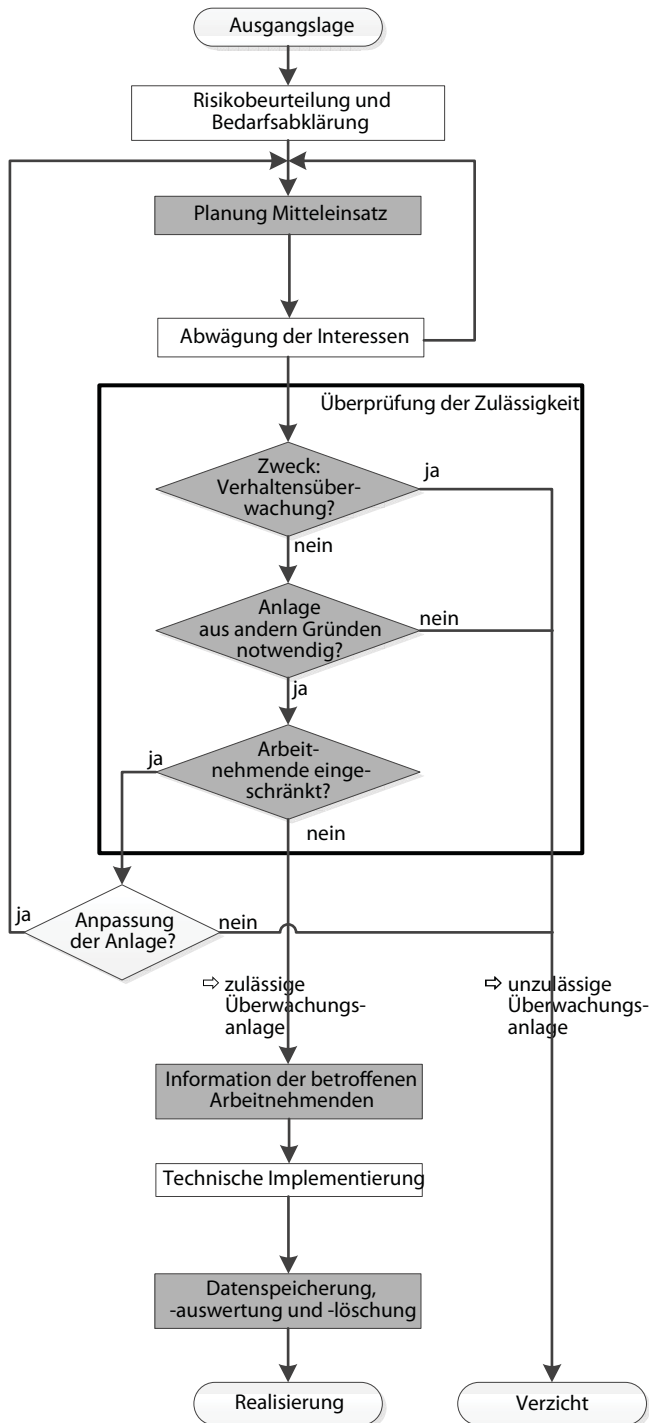 Ausgangslage
Risikobeurteilung und
Bedarfsabklärung
Planung Mitteleinsatz
Abwägung der Interessen
Überprüfung der Zulässigkeit
Zweck:
Verhaltensüber-
wachung?
ja
nein
Anlage
aus andern Gründen
notwendig?
nein
ja
Arbeit-
nehmende einge-
schränkt?
ja
nein
Anpassung
der Anlage?
ja
nein
⇨ zulässige
Überwachungs-
anlage
⇨ unzulässige
Überwachungs-
anlage
Information der betroffenen
Arbeitnehmenden
Technische Implementierung
Datenspeicherung,
-auswertung und -löschung
Realisierung
Verzicht